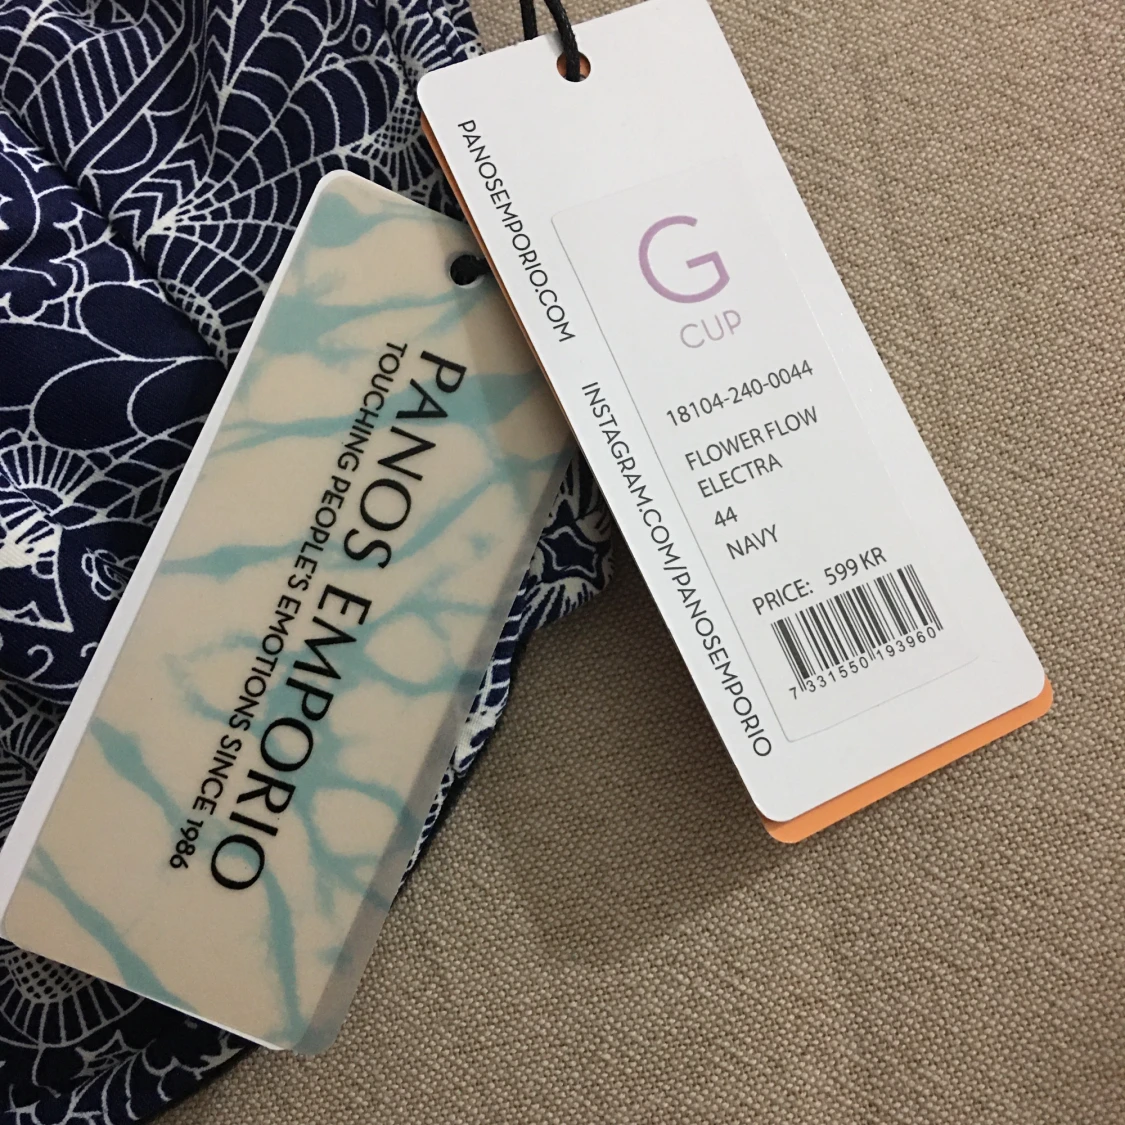 PANOS EMPORIO
TOUCHING PEOPLE'S EMOTIONS SINCE 1986
PANOSEMPORIO.COM
INSTAGRAM.COM/PANOSEMPORIO
G
CUP
18104-240-0044
FLOWER FLOW
ELECTRA
44
NAVY
PRICE: 599 KR
7 331550 193960